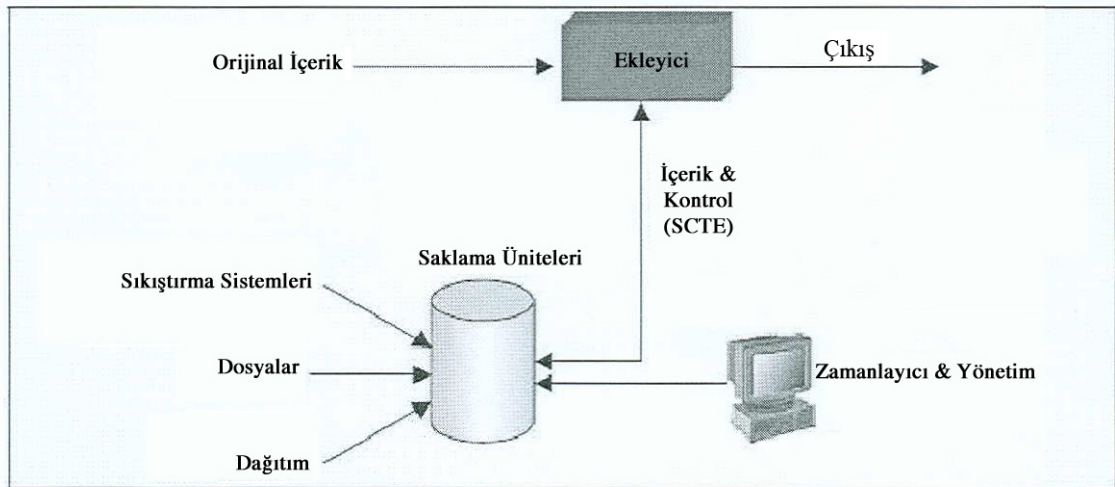 Orijinal İçerik
Ekleyici
Çıkış
İçerik &
Kontrol
(SCTE)
Saklama Üniteleri
Sıkıştırma Sistemleri
Dosyalar
Zamanlayıcı & Yönetim
Dağıtım